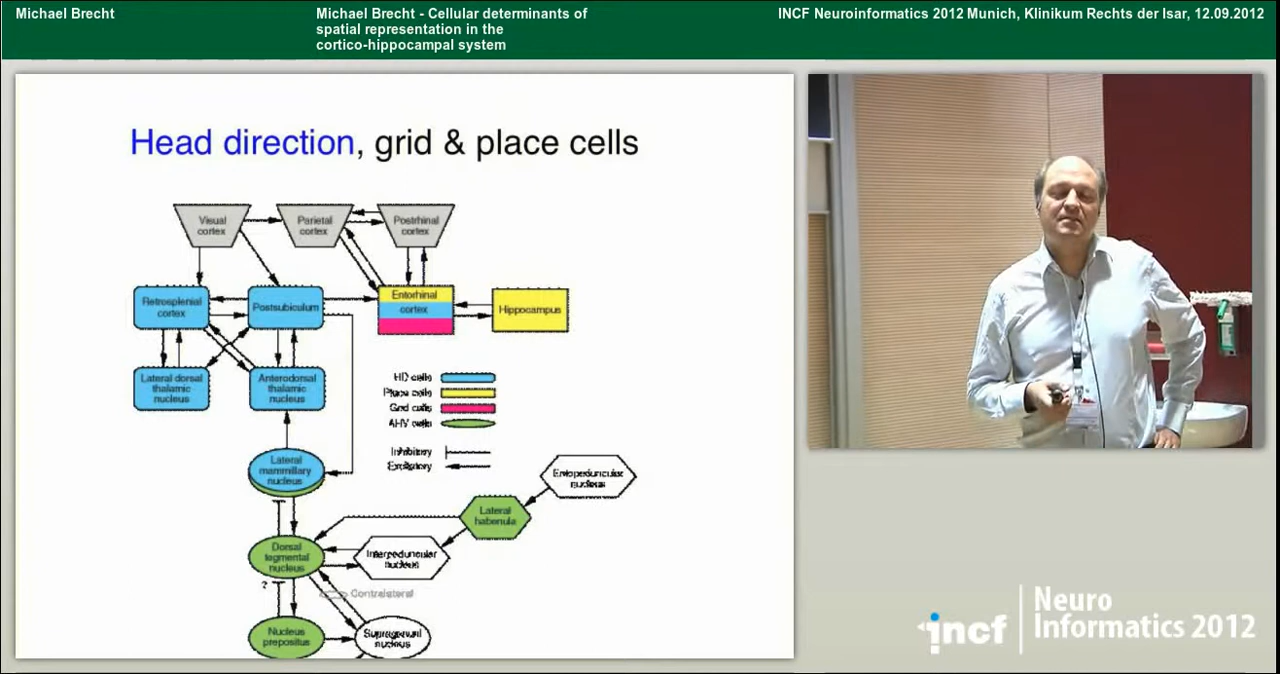 Michael Brecht
Michael Brecht - Cellular determinants of
spatial representation in the
cortico-hippocampal system
INCF Neuroinformatics 2012 Munich, Klinikum Rechts der Isar, 12.09.2012
Head direction, grid & place cells
Visual
cortex
Parietal
cortex
Postrhinal
cortex
Retrosplenial
cortex
Postsubiculum
Entorhinal
cortex
Hippocampus
Lateral dorsal
thalamic
nucleus
Anterodorsal
thalamic
nucleus
HD cells
Place cells
Grid cells
AHV cells
Inhibitory
Excitatory
Lateral
mammillary
nucleus
Entopeduncular
nucleus
Lateral
habenula
Dorsal
tegmental
nucleus
Interpeduncular
nucleus
?
Contralateral
Nucleus
prepositus
Supragenual
nucleus
incf
Neuro
Informatics 2012